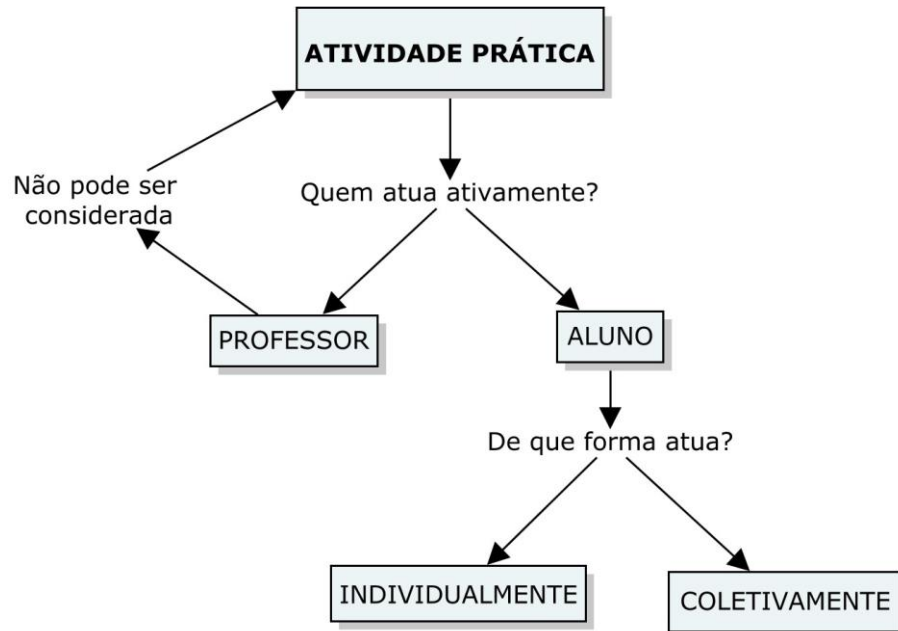 ATIVIDADE PRÁTICA
Não pode ser
considerada
Quem atua ativamente?
PROFESSOR
ALUNO
De que forma atua?
INDIVIDUALMENTE
COLETIVAMENTE